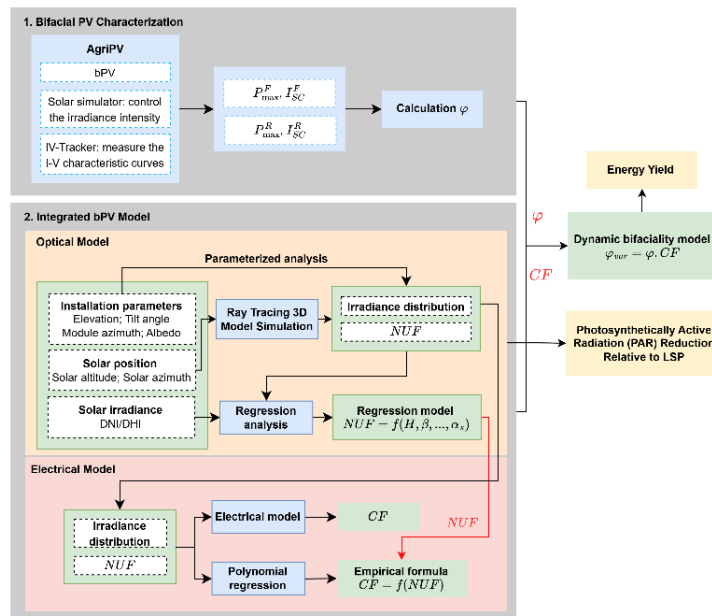 1. Bifacial PV Characterization
AgriPV
bPV
Solar simulator: control
the irradiance intensity
IV-Tracker: measure the
I-V characteristic curves
P^F_max, I^F_SC
P^R_max, I^R_SC
Calculation φ
2. Integrated bPV Model
Optical Model
Parameterized analysis
Installation parameters
Elevation; Tilt angle
Module azimuth; Albedo
Solar position
Solar altitude; Solar azimuth
Solar irradiance
DNI/DHI
Ray Tracing 3D
Model Simulation
Irradiance distribution
NUF
Regression
analysis
Regression model
NUF = f(H, β, ..., α_s)
Electrical Model
Irradiance
distribution
NUF
Electrical model
CF
Polynomial
regression
Empirical formula
CF = f(NUF)
NUF
φ
CF
Energy Yield
Dynamic bifaciality model
φ_var = φ. CF
Photosynthetically Active
Radiation (PAR) Reduction
Relative to LSP